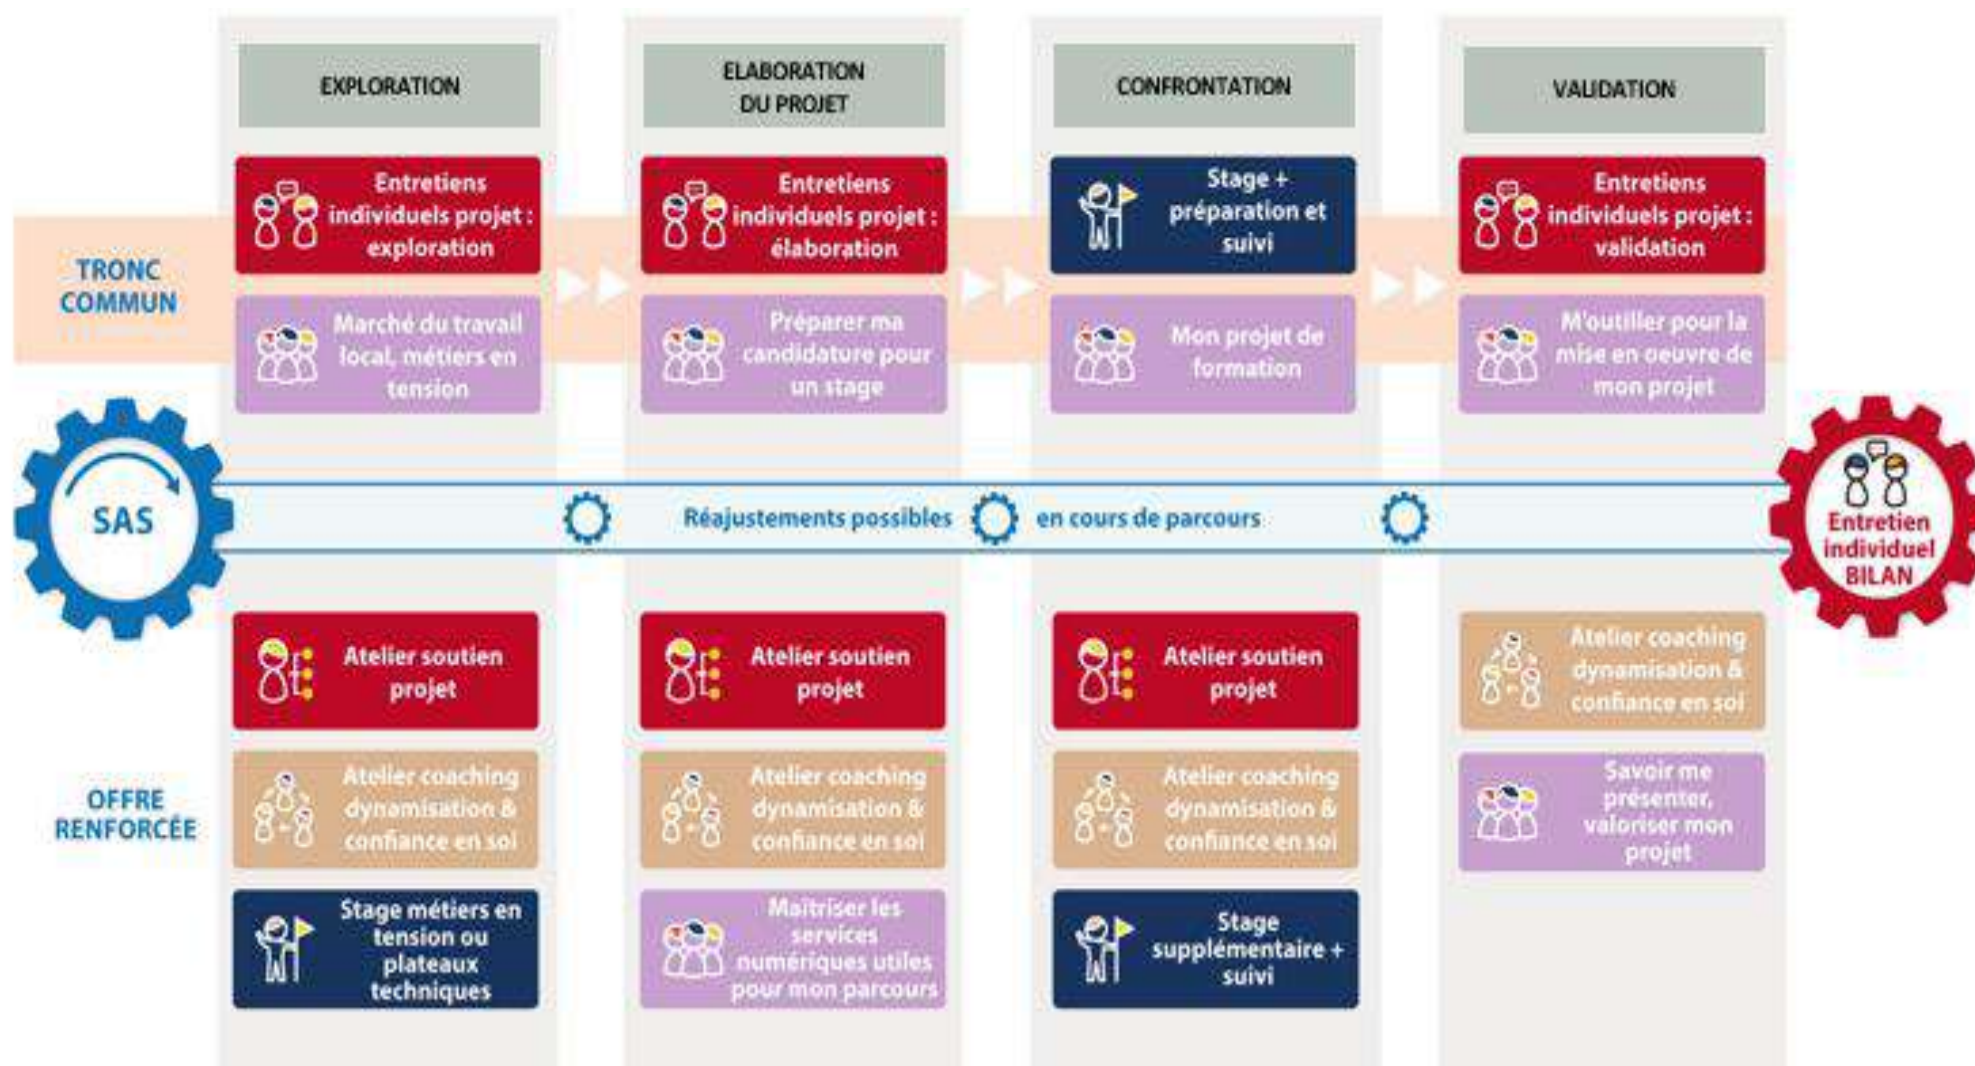 EXPLORATION
ELABORATION
DU PROJET
CONFRONTATION
VALIDATION
TRONC
COMMUN
Entretiens
individuels projet :
exploration
Entretiens
individuels projet :
élaboration
Stage +
préparation et
suivi
Entretiens
individuels projet :
validation
Marché du travail
local, métiers en
tension
Préparer ma
candidature pour
un stage
Mon projet de
formation
M'outiller pour la
mise en oeuvre de
mon projet
SAS
Réajustements possibles
en cours de parcours
Entretien
individuel
BILAN
OFFRE
RENFORCÉE
Atelier soutien
projet
Atelier soutien
projet
Atelier soutien
projet
Atelier coaching
dynamisation &
confiance en soi
Atelier coaching
dynamisation &
confiance en soi
Atelier coaching
dynamisation &
confiance en soi
Atelier coaching
dynamisation &
confiance en soi
Savoir me
présenter,
valoriser mon
projet
Stage métiers en
tension ou
plateaux
techniques
Maîtriser les
services
numériques utiles
pour mon parcours
Stage
supplémentaire +
suivi